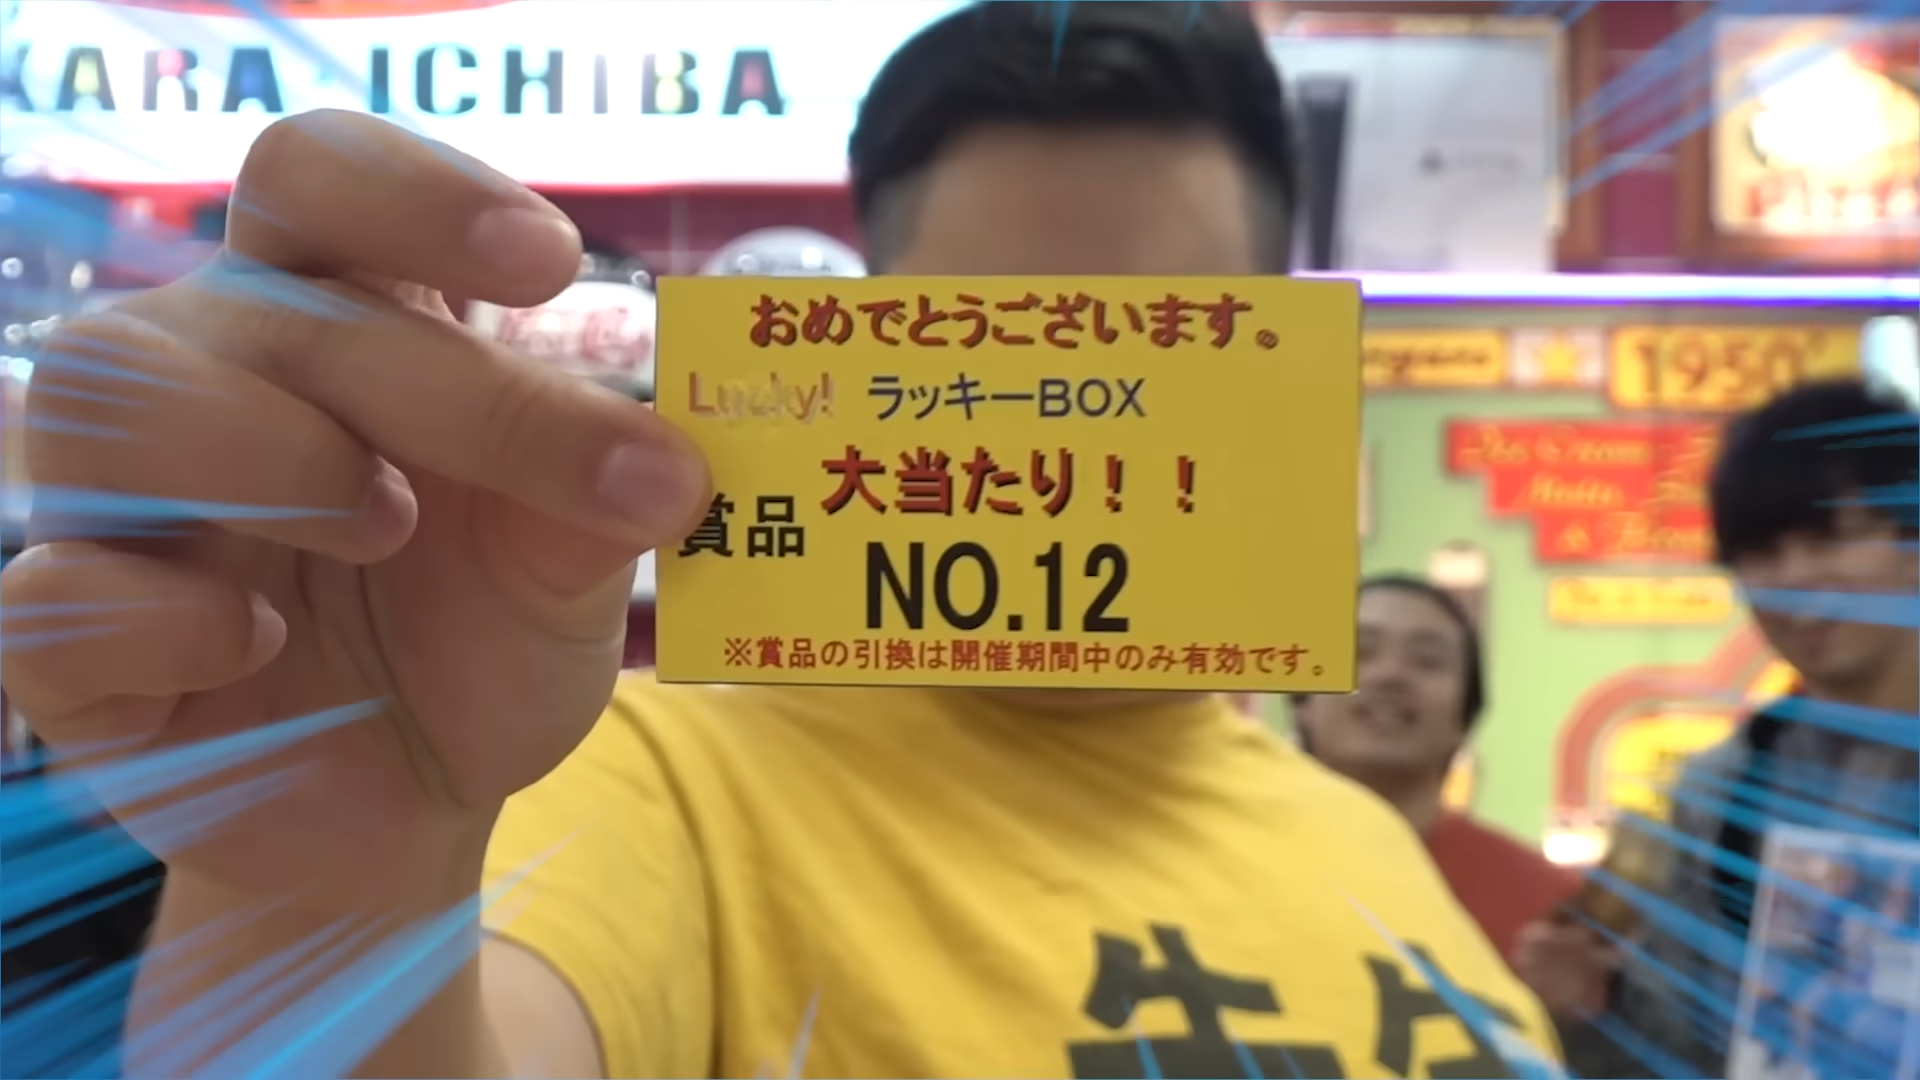 KARA ICHIBA
おめでとうございます。
Lucky! ラッキーBOX
大当たり！！
賞品
NO.12
※賞品の引換は開催期間中のみ有効です。
1950'